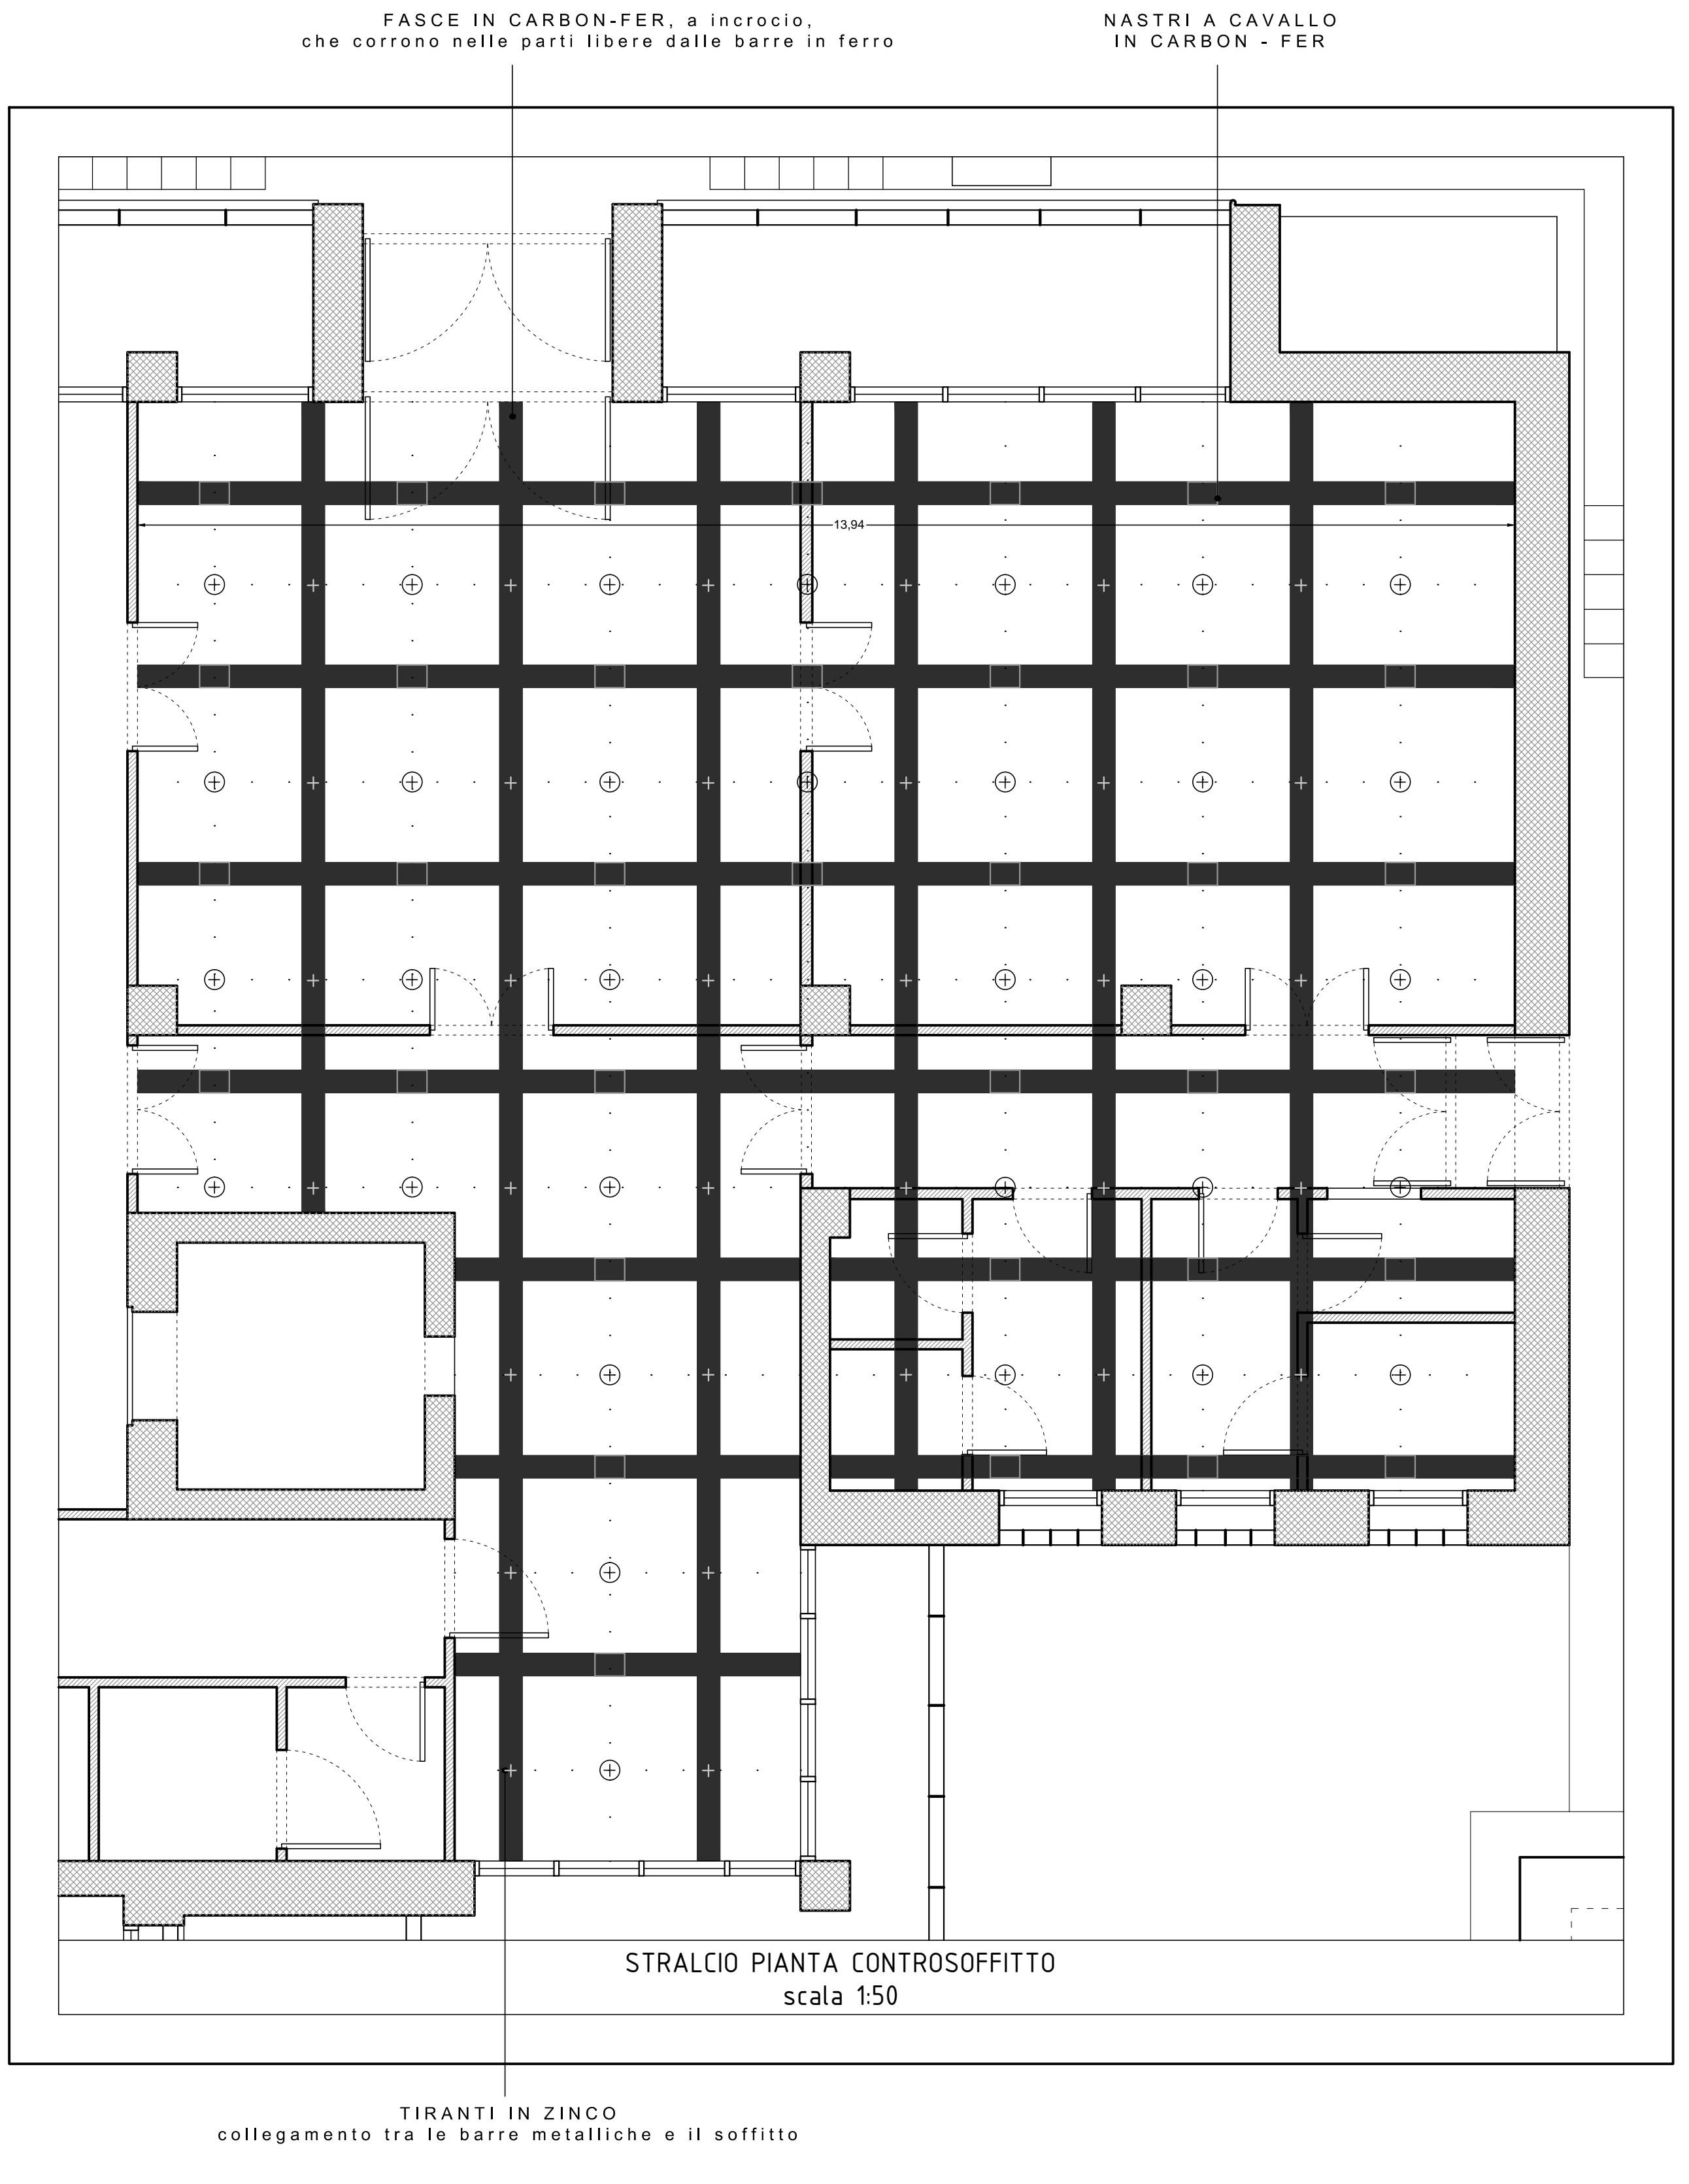 FASCE IN CARBON-FER, a incrocio,
che corrono nelle parti libere dalle barre in ferro
NASTRI A CAVALLO
IN CARBON - FER
13,94
STRALCIO PIANTA CONTROSOFFITTO
scala 1:50
TIRANTI IN ZINCO
collegamento tra le barre metalliche e il soffitto